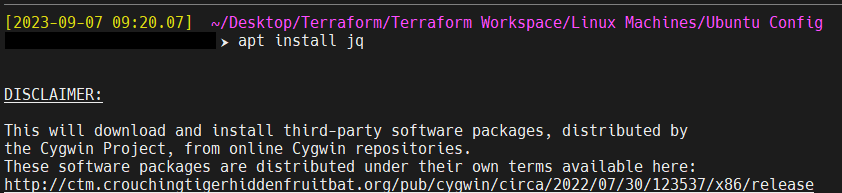 [2023-09-07 09:20.07]  ~/Desktop/Terraform/Terraform Workspace/Linux Machines/Ubuntu Config
➤ apt install jq
DISCLAIMER:
This will download and install third-party software packages, distributed by
the Cygwin Project, from online Cygwin repositories.
These software packages are distributed under their own terms available here:
http://ctm.crouchingtigerhiddenfruitbat.org/pub/cygwin/circa/2022/07/30/123537/x86/release